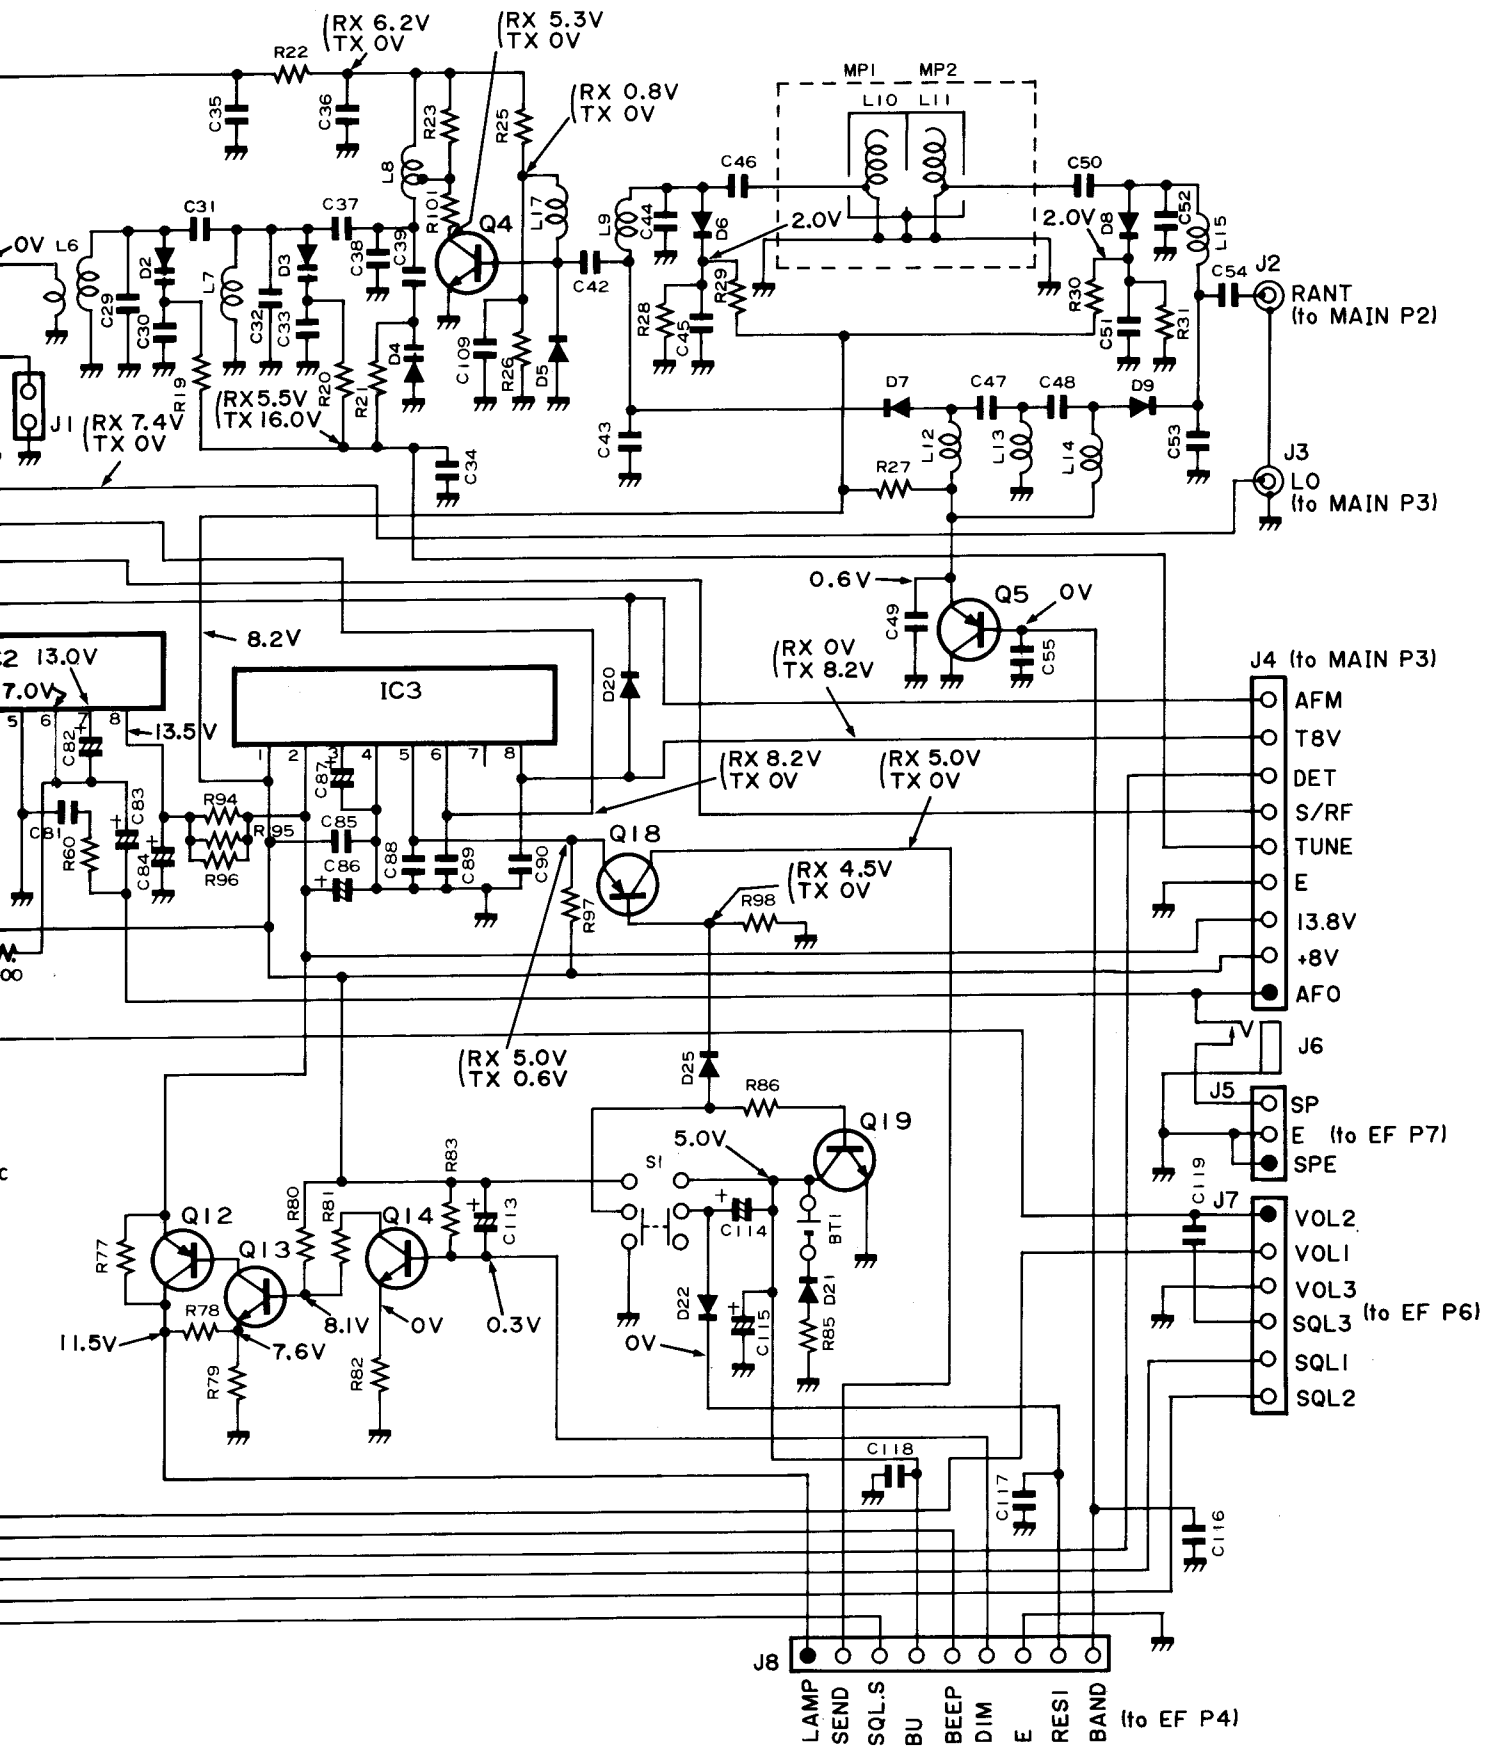 (RX 6.2V
(TX 0V
(RX 5.3V
(TX 0V
R22
C35
C36
R23
R25
(RX 0.8V
(TX 0V
MP1
MP2
L10
L11
L8
R101
Q4
L17
C46
C50
C31
C37
L9
C44
D6
2.0V
2.0V
D8
C52
L15
0V
L6
D2
L7
D3
C38
C39
C42
J2
C54
RANT
(to MAIN P2)
C29
C30
C32
C33
D4
C109
R26
D5
R28
C45
R29
R30
C51
R31
R19
R20
R21
(RX 5.5V
(TX 16.0V
D7
C47
C48
D9
J1
(RX 7.4V
(TX 0V
C34
C43
L12
L13
L14
C53
R27
J3
LO
(to MAIN P3)
0.6V
Q5
0V
C49
C55
8.2V
13.0V
7.0V
IC3
D20
(RX 0V
(TX 8.2V
J4 (to MAIN P3)
5
6
7
8
C82
13.5V
1
2
3
4
5
6
7
8
AFM
T8V
DET
S/RF
TUNE
E
13.8V
+8V
AFO
C87
(RX 8.2V
(TX 0V
(RX 5.0V
(TX 0V
C81
R60
C83
C84
R94
R95
R96
C85
C86
C88
C89
C90
Q18
R97
(RX 4.5V
(TX 0V
R98
(RX 5.0V
(TX 0.6V
D25
R86
Q19
J6
J5
SP
E (to EF P7)
SPE
5.0V
S1
R83
C113
C114
BT1
C119
J7
R80
R81
Q12
Q13
Q14
R77
R78
R79
R82
11.5V
7.6V
8.1V
0V
0.3V
0V
D22
C115
D21
R85
VOL2
VOL1
VOL3
SQL3 (to EF P6)
SQL1
SQL2
C118
C117
C116
J8
LAMP
SEND
SQL.S
BU
BEEP
DIM
E
RESI
BAND
(to EF P4)